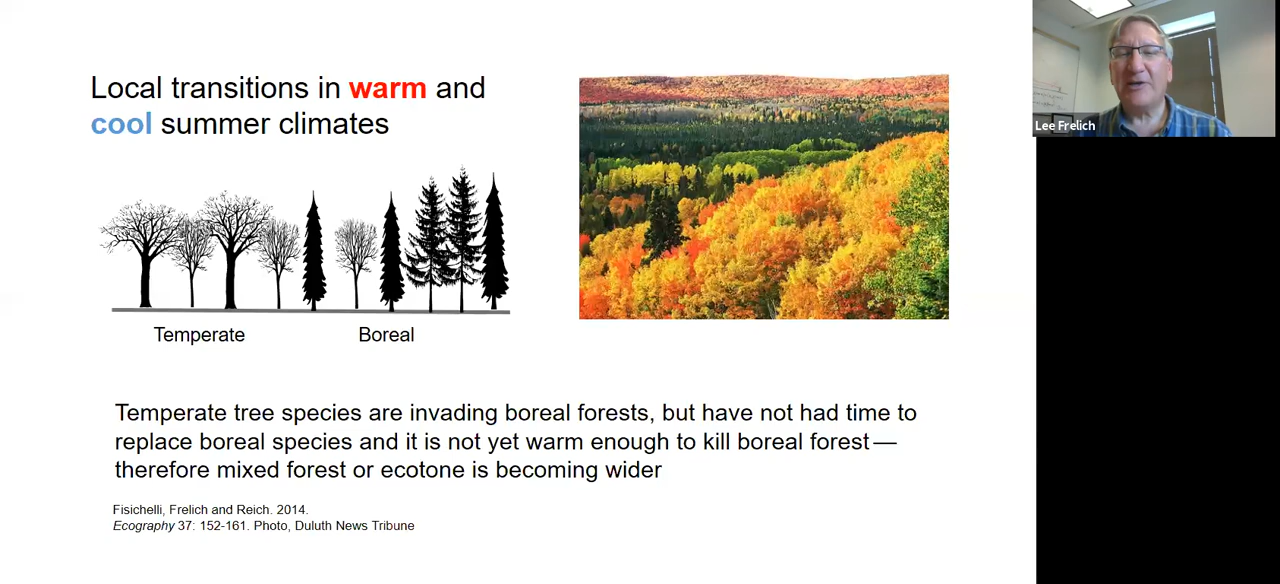 Local transitions in warm and
cool summer climates
Temperate
Boreal
Temperate tree species are invading boreal forests, but have not had time to
replace boreal species and it is not yet warm enough to kill boreal forest—
therefore mixed forest or ecotone is becoming wider
Fisichelli, Frelich and Reich. 2014.
Ecography 37: 152-161. Photo, Duluth News Tribune
Lee Frelich